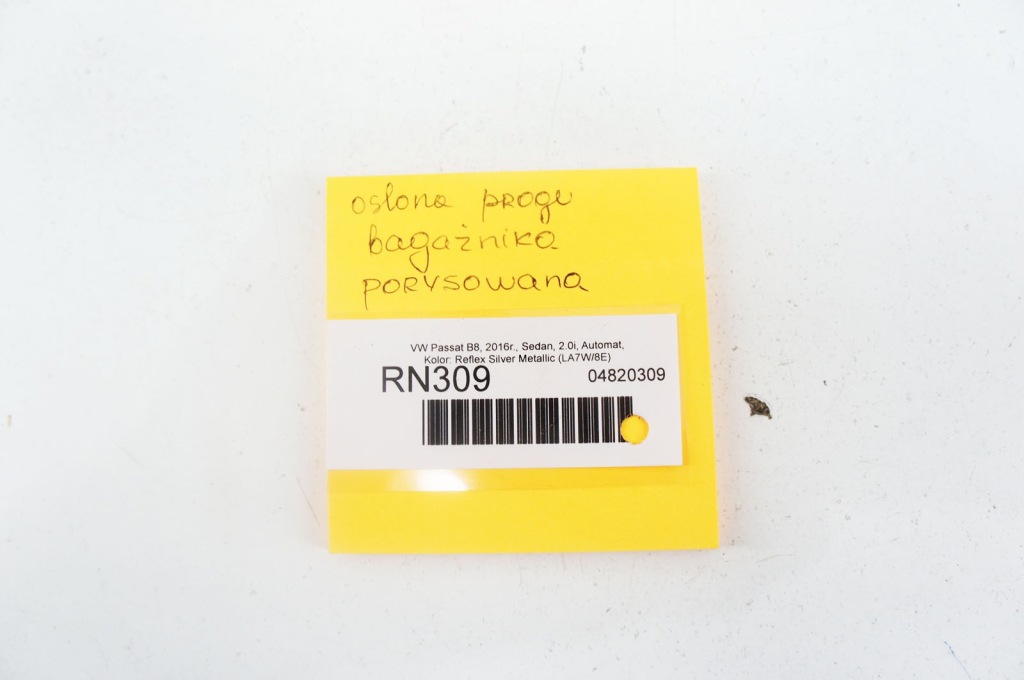 osłona progu
bagażnika
porysowana
VW Passat B8, 2016r., Sedan, 2.0i, Automat,
Kolor: Reflex Silver Metallic (LA7W/8E)
RN309 04820309